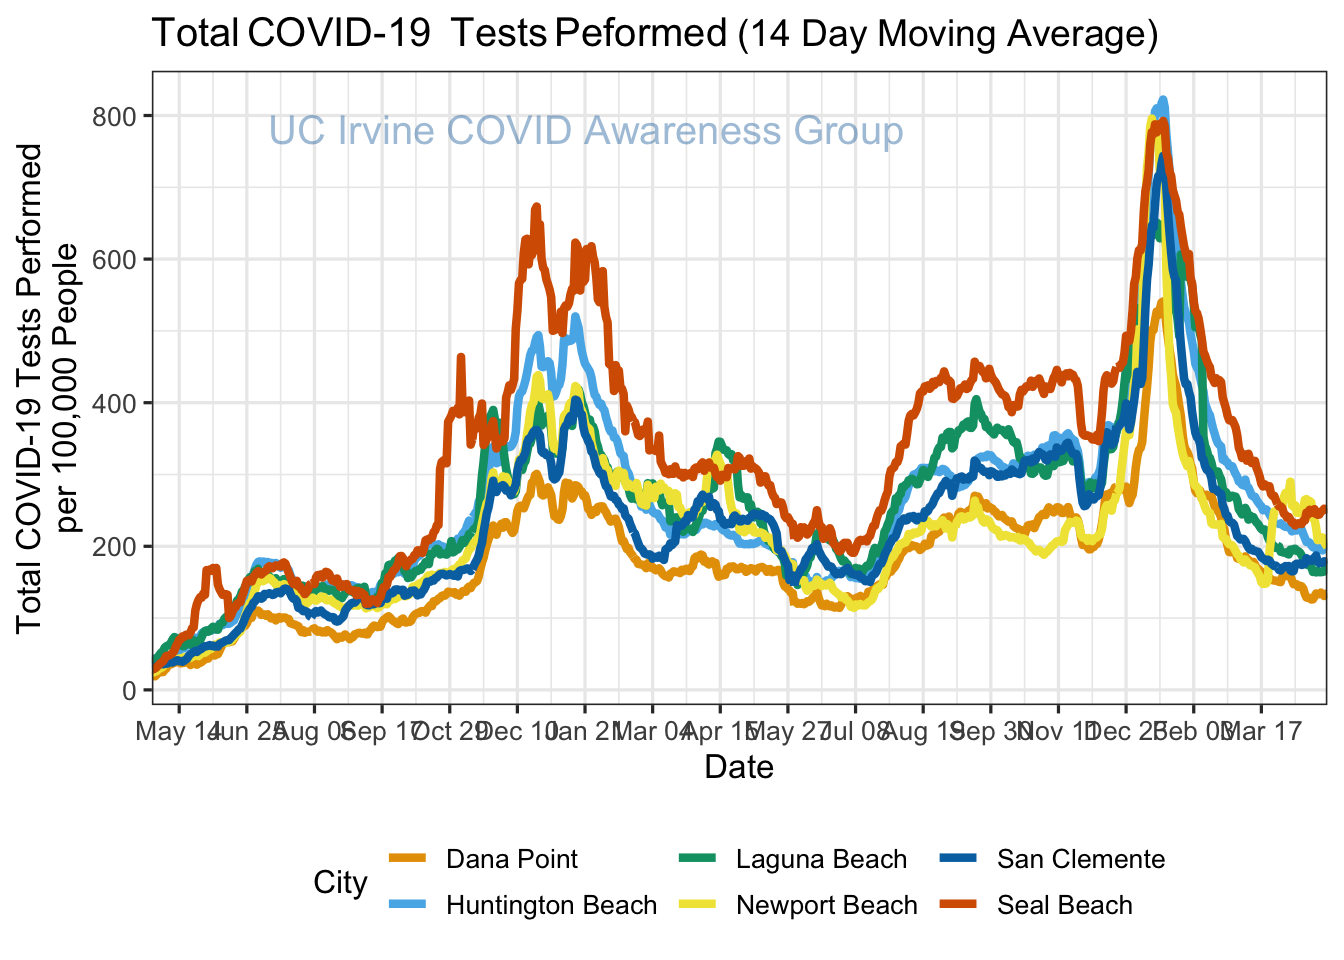 Total COVID-19  Tests Peformed (14 Day Moving Average)
UC Irvine COVID Awareness Group
Total COVID-19 Tests Performed
per 100,000 People
800
600
400
200
0
May 14 Jun 25 Aug 06 Sep 17 Oct 29 Dec 10 Jan 21 Mar 04 Apr 15 May 27 Jul 08 Aug 19 Sep 30 Nov 11 Dec 23 Feb 03 Mar 17
Date
City
Dana Point Laguna Beach San Clemente
Huntington Beach Newport Beach Seal Beach